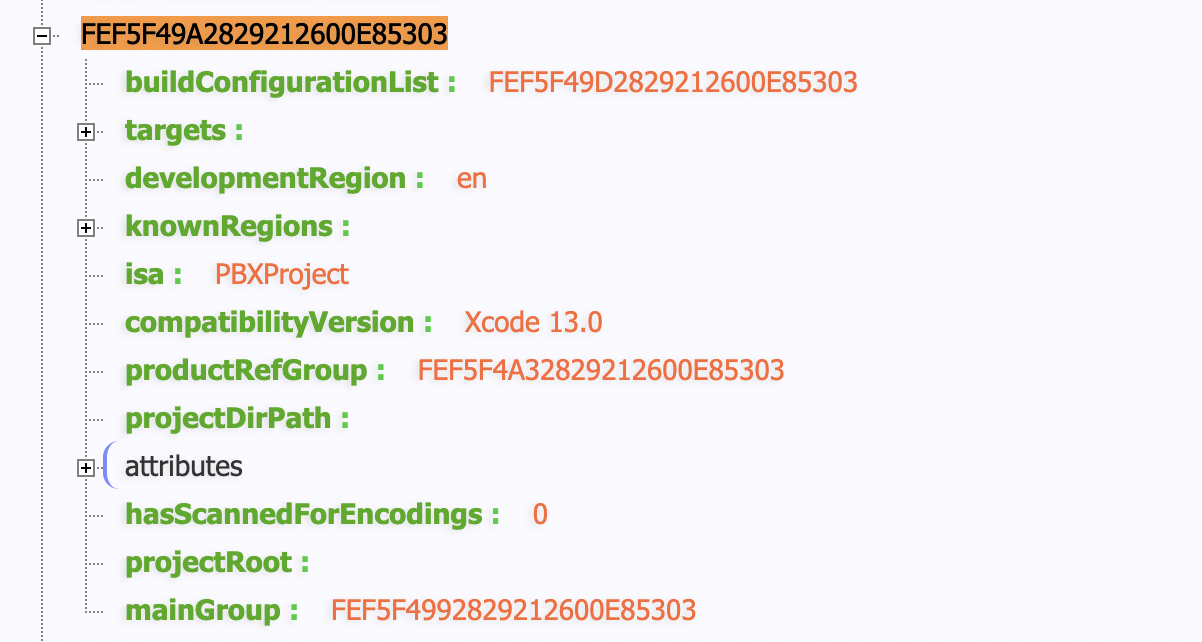 FEF5F49A2829212600E85303
buildConfigurationList : FEF5F49D2829212600E85303
targets :
developmentRegion : en
knownRegions :
isa : PBXProject
compatibilityVersion : Xcode 13.0
productRefGroup : FEF5F4A32829212600E85303
projectDirPath :
attributes
hasScannedForEncodings : 0
projectRoot :
mainGroup : FEF5F4992829212600E85303